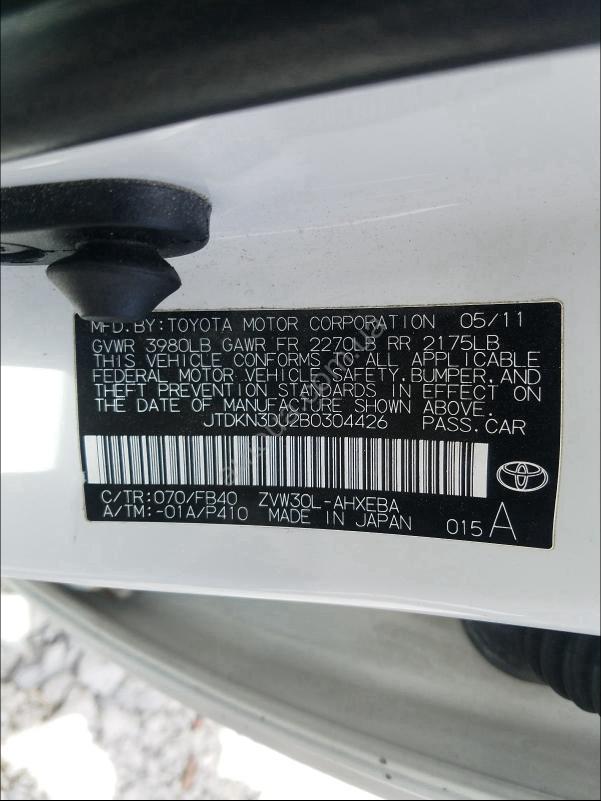 MFD.BY:TOYOTA MOTOR CORPORATION 05/11
GVWR 3980LB GAWR FR 2270LB RR 2175LB
THIS VEHICLE CONFORMS TO ALL APPLICABLE
FEDERAL MOTOR VEHICLE SAFETY, BUMPER, AND
THEFT PREVENTION STANDARDS IN EFFECT ON
THE DATE OF MANUFACTURE SHOWN ABOVE.
JTDKN3DU2B0304426 PASS.CAR
C/TR:070/FB40 ZVW30L-AHXEBA
A/TM:-01A/P410 MADE IN JAPAN 015A